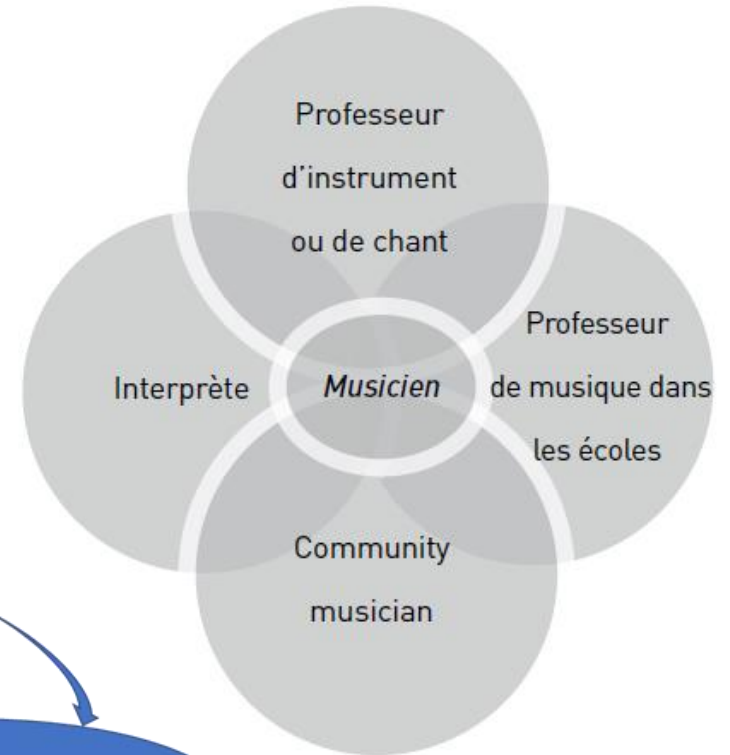 Professeur
d'instrument
ou de chant
Interprète
Musicien
Professeur
de musique dans
les écoles
Community
musician